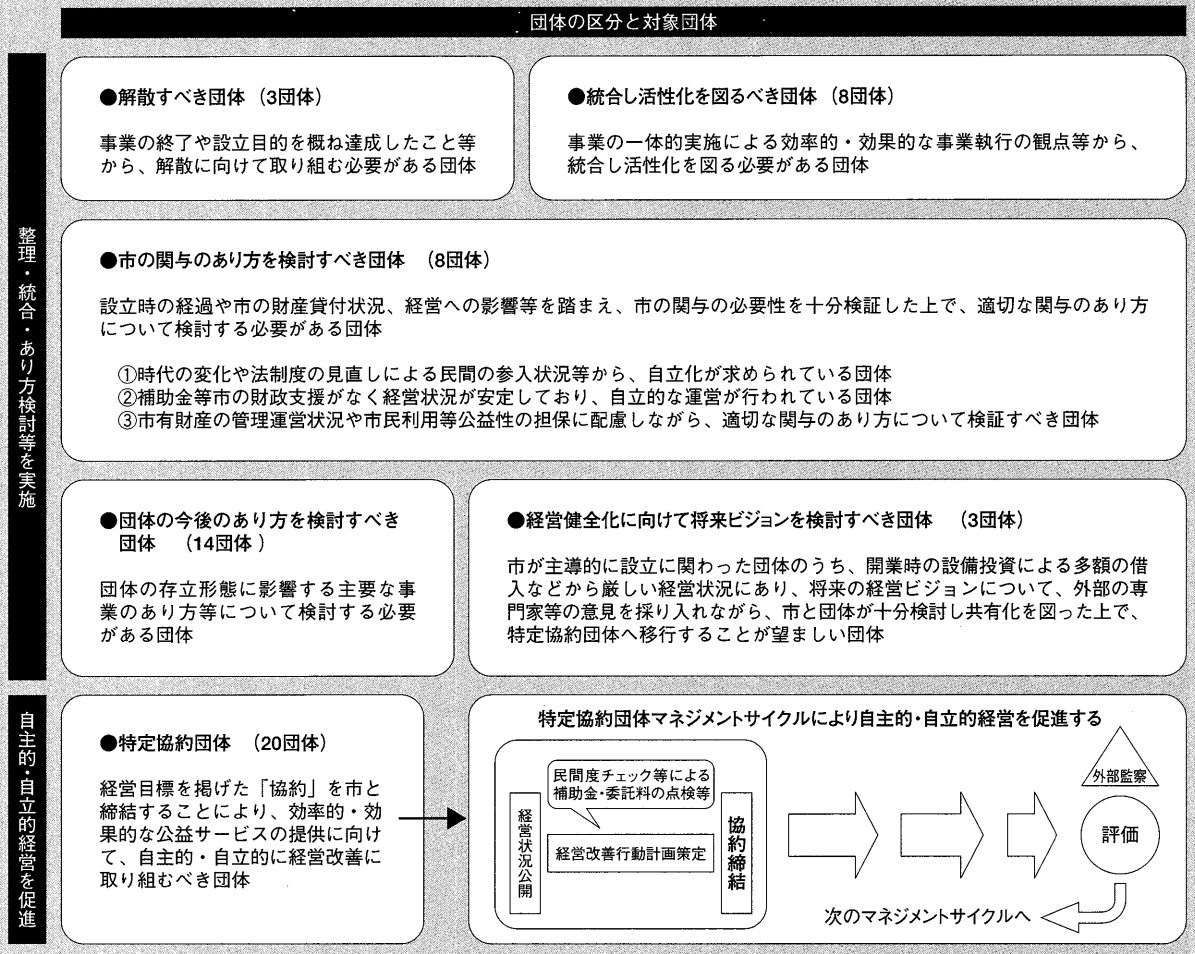 団体の区分と対象団体
整理・統合・あり方検討等を実施
●解散すべき団体（3団体）
事業の終了や設立目的を概ね達成したこと等
から、解散に向けて取り組む必要がある団体
●統合し活性化を図るべき団体（8団体）
事業の一体的実施による効率的・効果的な事業執行の観点等から、
統合し活性化を図る必要がある団体
●市の関与のあり方を検討すべき団体　（8団体）
設立時の経過や市の財産貸付状況、経営への影響等を踏まえ、市の関与の必要性を十分検証した上で、適切な関与のあり方
について検討する必要がある団体
①時代の変化や法制度の見直しによる民間の参入状況等から、自立化が求められている団体
②補助金等市の財政支援がなく経営状況が安定しており、自立的な運営が行われている団体
③市有財産の管理運営状況や市民利用等公益性の担保に配慮しながら、適切な関与のあり方について検証すべき団体
●団体の今後のあり方を検討すべき
団体　（14団体）
団体の存立形態に影響する主要な事
業のあり方等について検討する必要
がある団体
●経営健全化に向けて将来ビジョンを検討すべき団体　（3団体）
市が主導的に設立に関わった団体のうち、開業時の設備投資による多額の借
入などから厳しい経営状況にあり、将来の経営ビジョンについて、外部の専
門家等の意見を採り入れながら、市と団体が十分検討し共有化を図った上で、
特定協約団体へ移行することが望ましい団体
自主的・自立的経営を促進
●特定協約団体　（20団体）
経営目標を掲げた「協約」を市と
締結することにより、効率的・効
果的な公益サービスの提供に向け
て、自主的・自立的に経営改善に
取り組むべき団体
特定協約団体マネジメントサイクルにより自主的・自立的経営を促進する
経営状況公開
民間度チェック等による
補助金・委託料の点検等
経営改善行動計画策定
協約締結
外部監察
評価
次のマネジメントサイクルへ